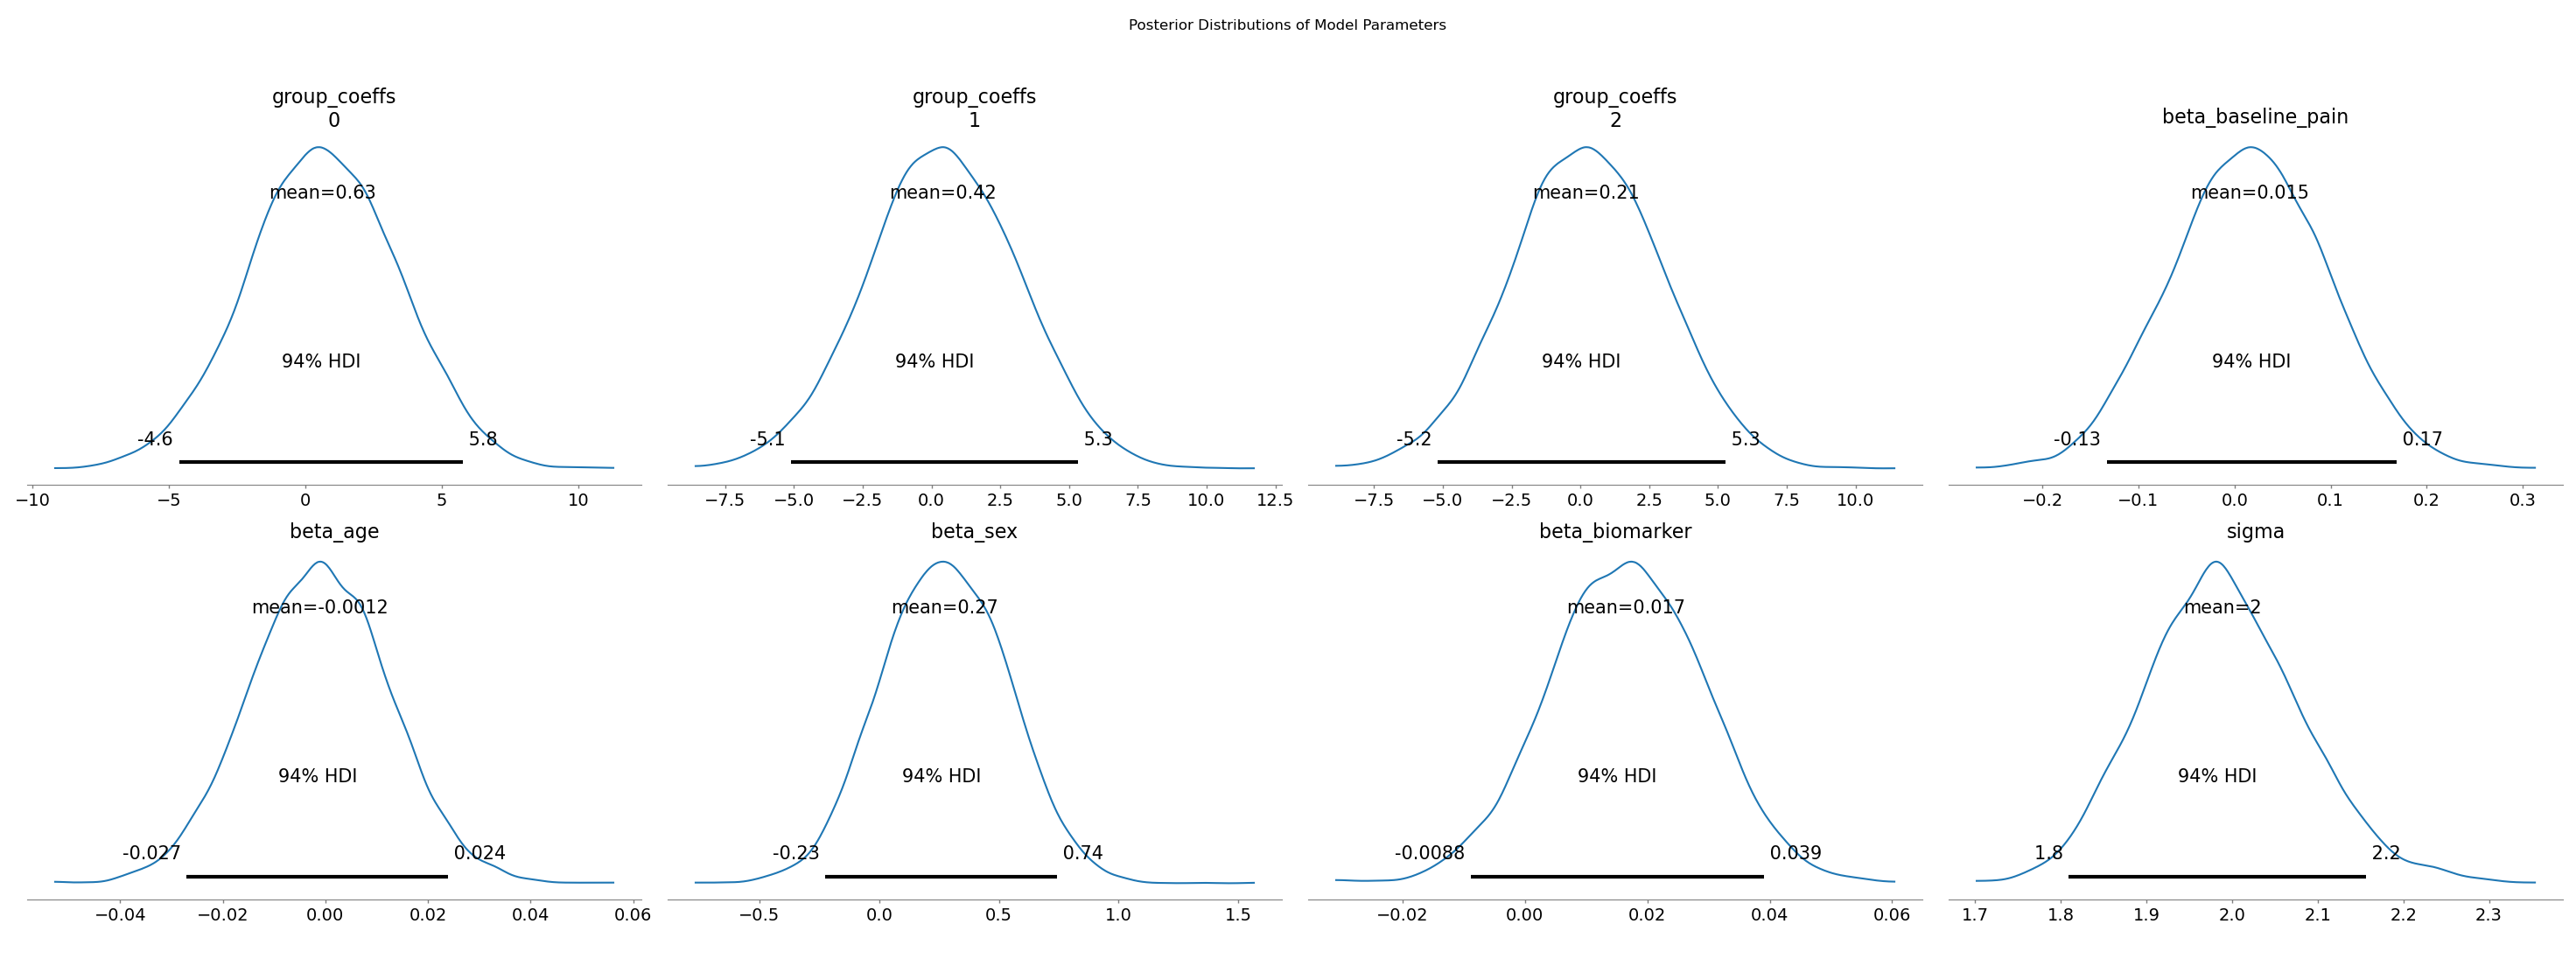 Posterior Distributions of Model Parameters
group_coeffs
0
mean=0.63
94% HDI
-4.6 5.8
−10 −5 0 5 10
group_coeffs
1
mean=0.42
94% HDI
-5.1 5.3
−7.5 −5.0 −2.5 0.0 2.5 5.0 7.5 10.0 12.5
group_coeffs
2
mean=0.21
94% HDI
-5.2 5.3
−7.5 −5.0 −2.5 0.0 2.5 5.0 7.5 10.0
beta_baseline_pain
mean=0.015
94% HDI
-0.13 0.17
−0.2 −0.1 0.0 0.1 0.2 0.3
beta_age
mean=-0.0012
94% HDI
-0.027 0.024
−0.04 −0.02 0.00 0.02 0.04 0.06
beta_sex
mean=0.27
94% HDI
-0.23 0.74
−0.5 0.0 0.5 1.0 1.5
beta_biomarker
mean=0.017
94% HDI
-0.0088 0.039
−0.02 0.00 0.02 0.04 0.06
sigma
mean=2
94% HDI
1.8 2.2
1.7 1.8 1.9 2.0 2.1 2.2 2.3